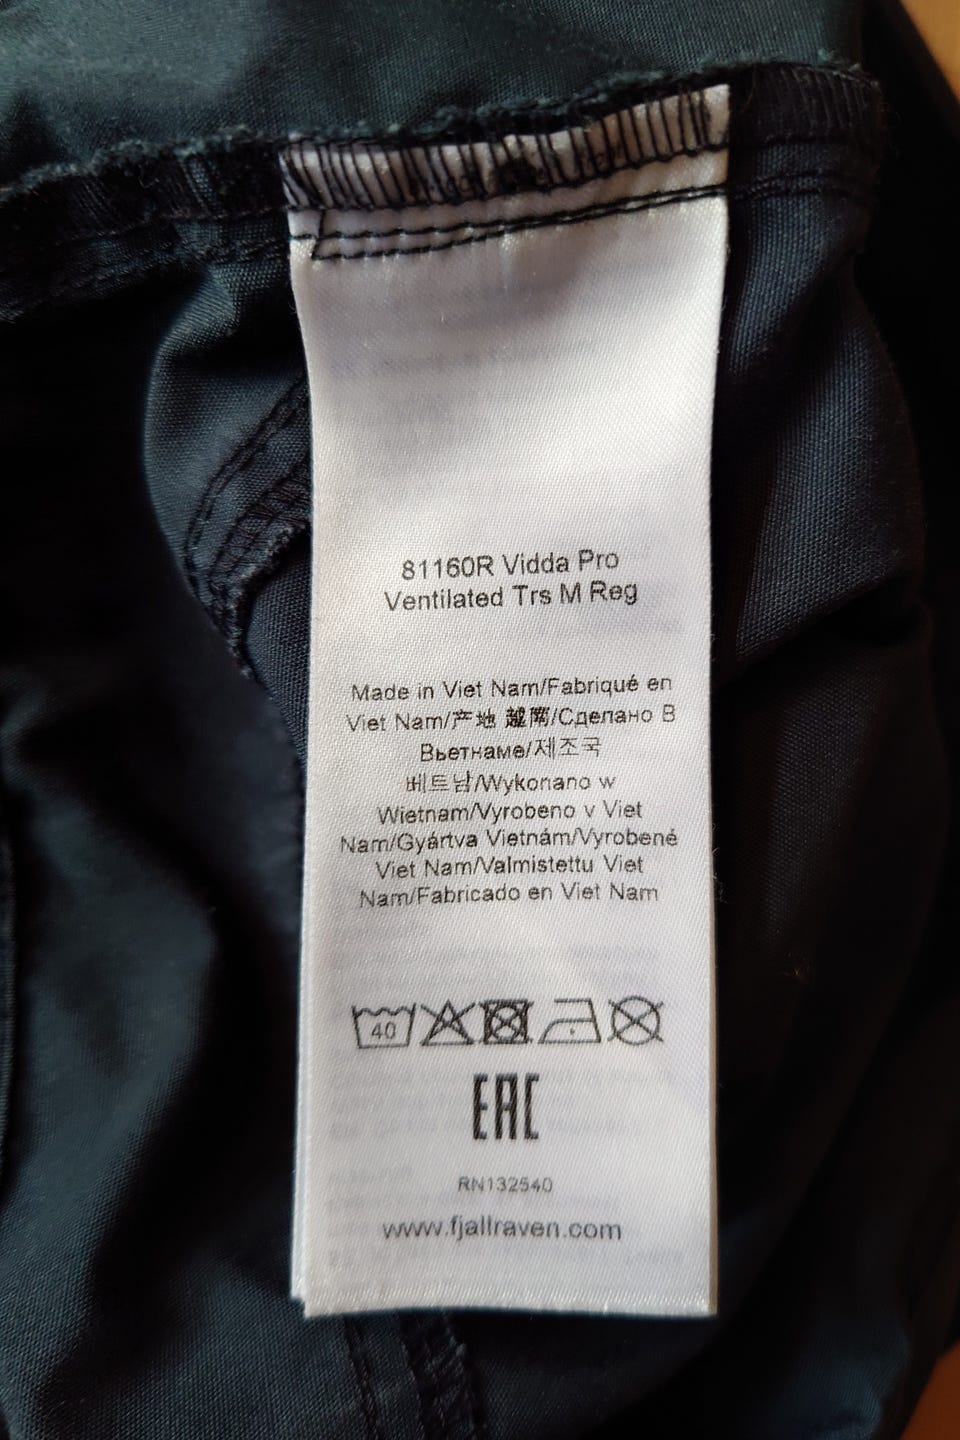 81160R Vidda Pro
Ventilated Trs M Reg
Made in Viet Nam/Fabriqué en
Viet Nam/产地 越南/Сделано В
Вьетнаме/제조국
베트남/Wykonano w
Wietnam/Vyrobeno v Viet
Nam/Gyártva Vietnám/Vyrobené
Viet Nam/Valmistettu Viet
Nam/Fabricado en Viet Nam
40
EAC
RN132540
www.fjallraven.com